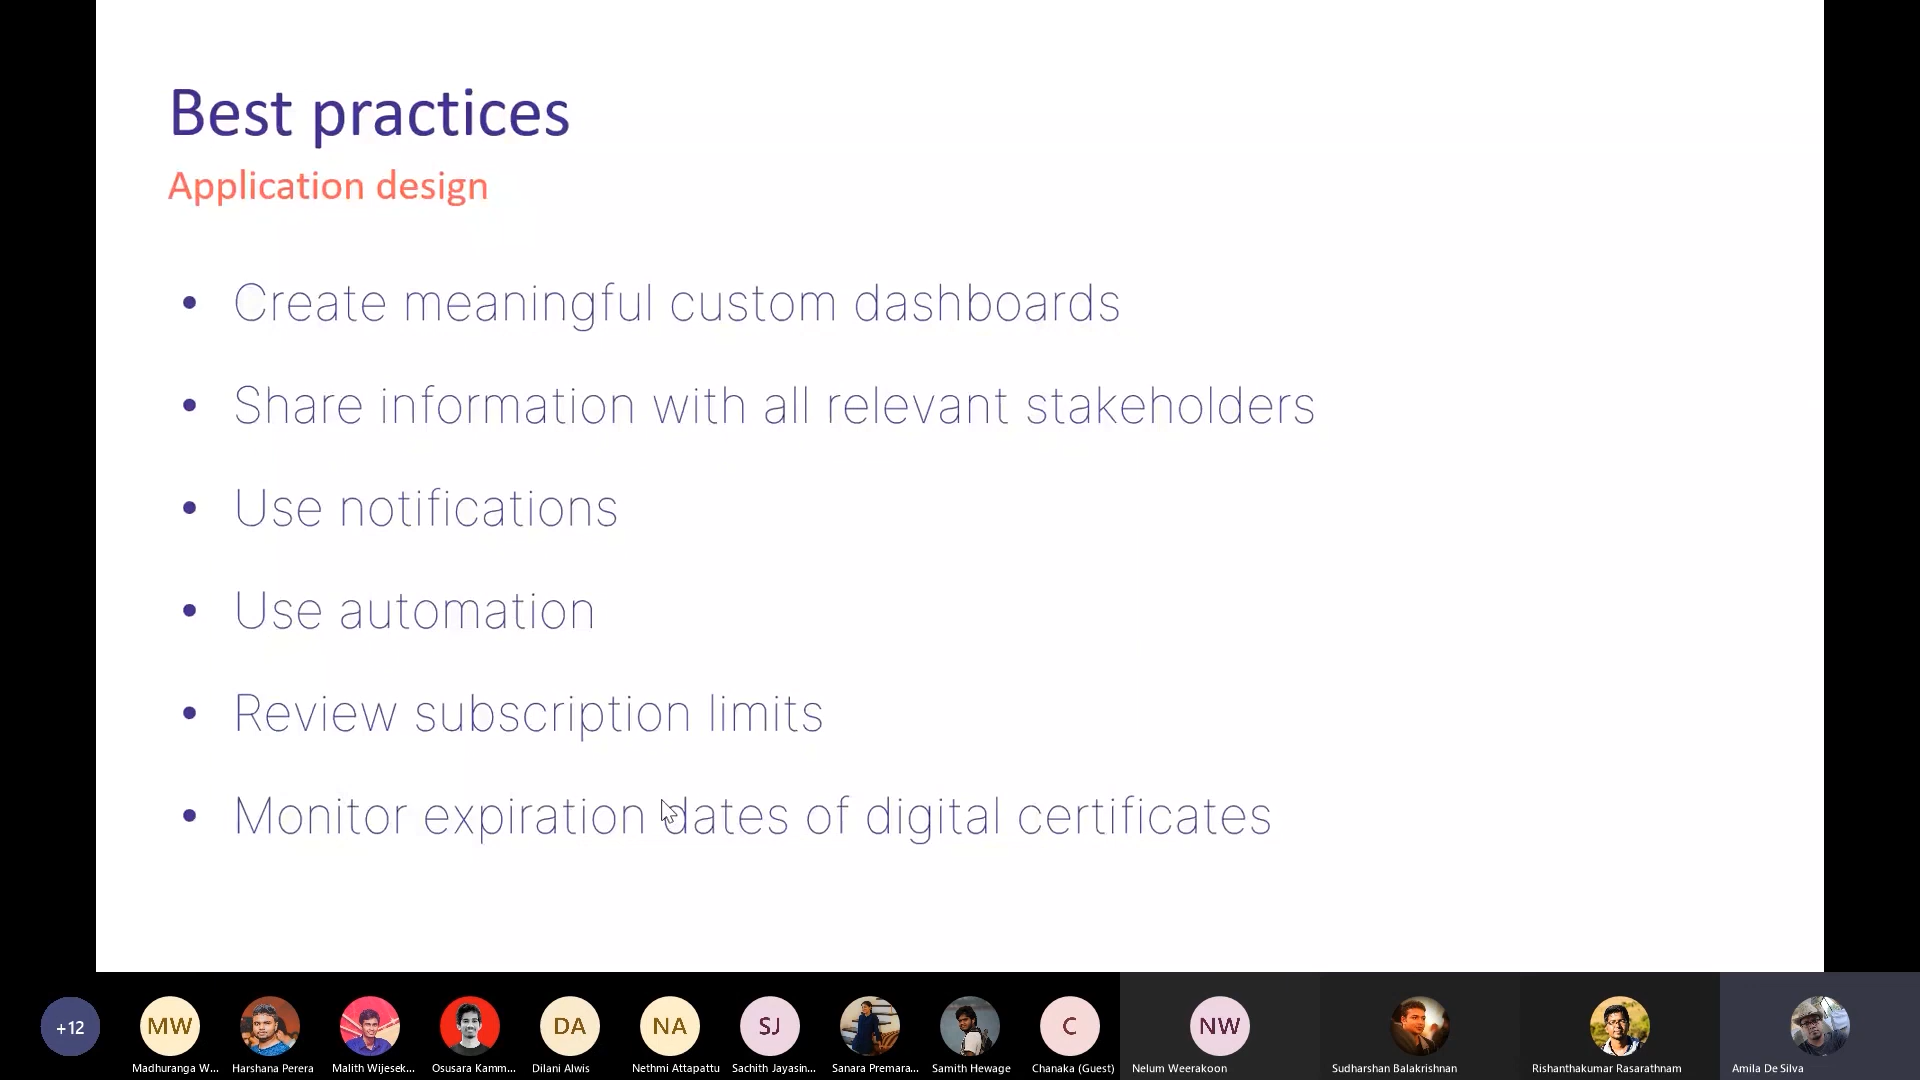 Best practices
Application design
• Create meaningful custom dashboards
• Share information with all relevant stakeholders
• Use notifications
• Use automation
• Review subscription limits
• Monitor expiration dates of digital certificates
+12 MW DA NA SJ C NW
Madhuranga W... Harshana Perera Malith Wijesek... Osusara Kamm... Dilani Alwis Nethmi Attapattu Sachith Jayasin... Sanara Premara... Samith Hewage Chanaka (Guest) Nelum Weerakoon Sudharshan Balakrishnan Rishanthakumar Rasarathnam Amila De Silva